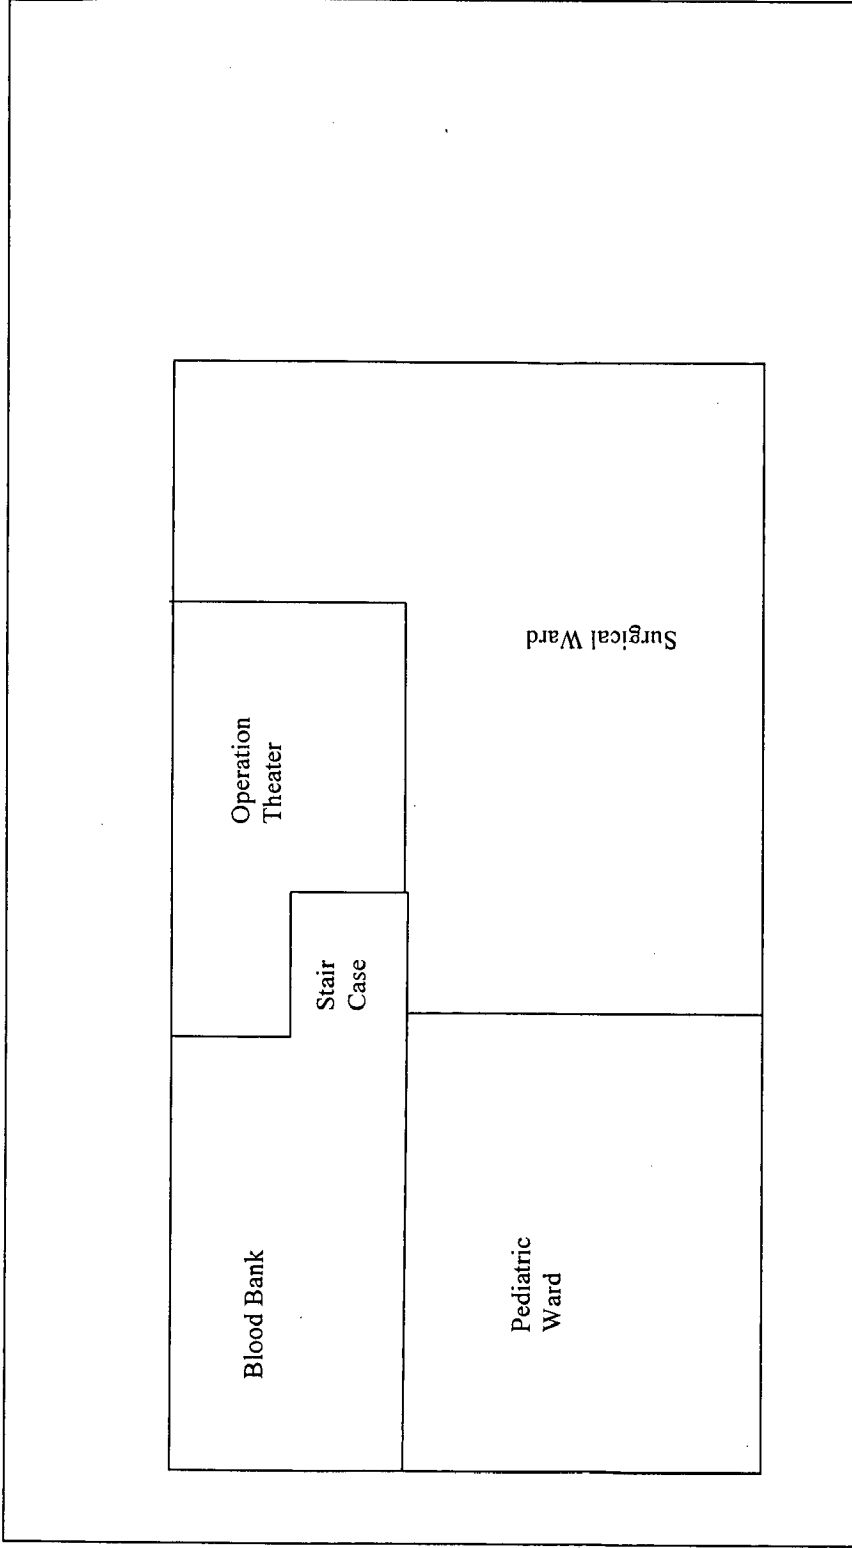 Blood Bank
Stair
Case
Operation
Theater
Pediatric
Ward
Surgical Ward